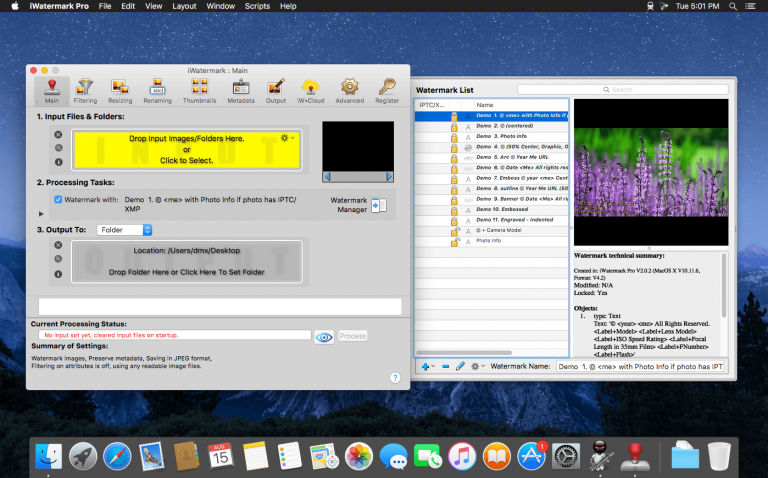 iWatermark Pro File Edit View Layout Window Scripts Help
Tue 5:01 PM
iWatermark : Main
Main Filtering Resizing Renaming Thumbnails Metadata Output IW•Cloud Advanced Register
1. Input Files & Folders:
INPUT
Drop Input Images/Folders Here.
or
Click to Select.
2. Processing Tasks:
Watermark with: Demo 1. © <me> with Photo Info if photo has IPTC/
XMP
Watermark
Manager
3. Output To: Folder
OUTPUT
Location: /Users/dmx/Desktop
Drop Folder Here or Click Here To Set Folder
Current Processing Status:
No input set yet, cleared input files on startup.
Process
Summary of Settings:
Watermark images, Preserve metadata, Saving in JPEG format,
Filtering on attributes is off, using any readable image files.
?
Watermark List
Search
IPTC/X... Name
Demo 1. © <me> with Photo Info if p
Demo 2. © (centered)
Demo 3. Photo Info
Demo 4. © (50% Center, Graphic, O
Demo 5. Arc © Year Me URL
Demo 6. © Date <Me> All rights rese
Demo 7. Emboss © year <me> Cent
Demo 8. outline © Year Me URL (50
Demo 9. Banner © Date <Me> All rig
Demo 10. Embossed
Demo 11. Engraved - Indented
© + Camera Model
Photo Info
Watermark technical summary:
Created in: iWatermark Pro V2.0.2 (MacOS X V10.11.6,
Format: V4.2)
Modified: N/A
Locked: Yes
Objects:
1. type: Text
Text: '© <year> <me> All Rights Reserved.
<Label+Model> <Label+Lens Model>
<Label+ISO Speed Rating> <Label+Focal
Length in 35mm Film> <Label+FNumber>
<Label+Flash/
Watermark Name: Demo 1. © <me> with Photo Info if photo has IPT
AUG
15
1